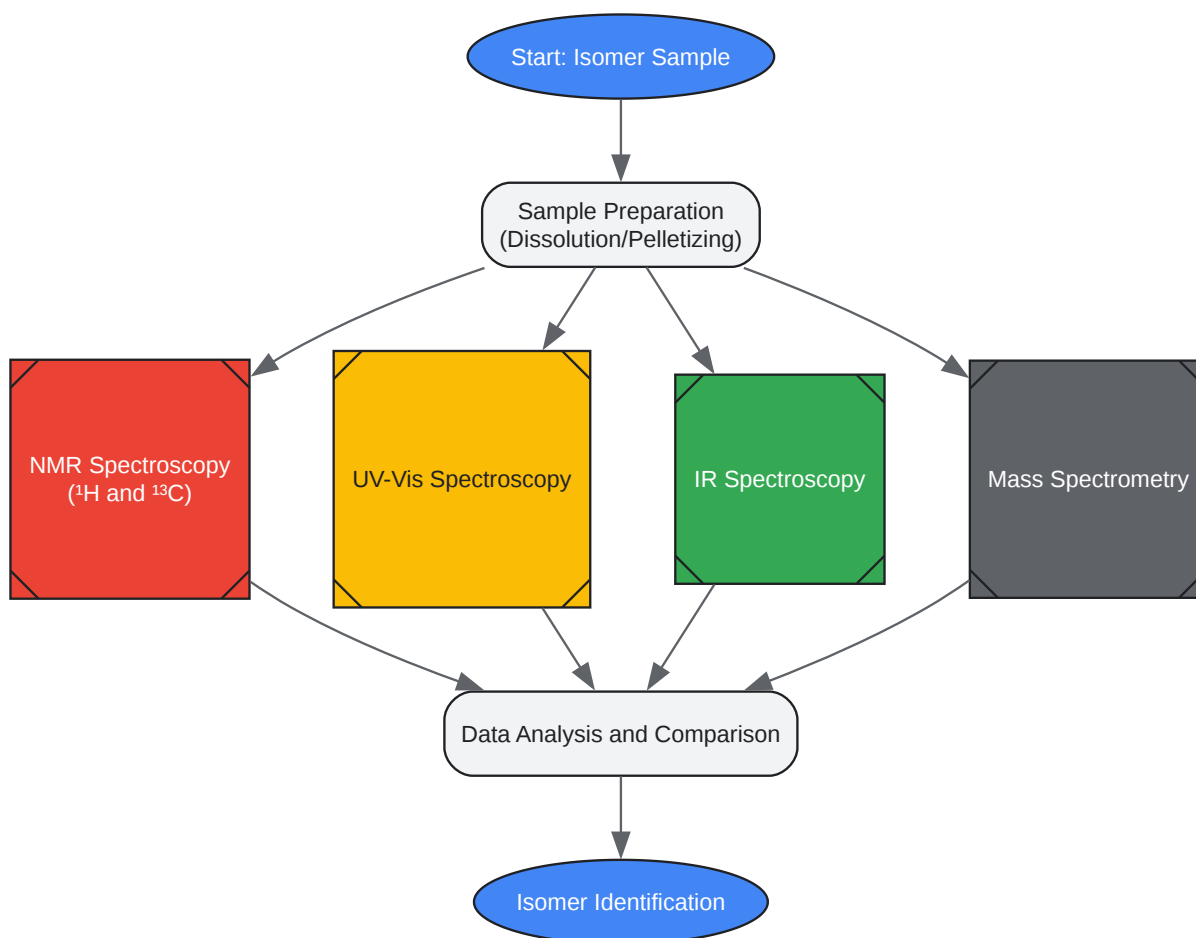 Start: Isomer Sample
Sample Preparation
(Dissolution/Pelletizing)
NMR Spectroscopy
(¹H and ¹³C)
UV-Vis Spectroscopy
IR Spectroscopy
Mass Spectrometry
Data Analysis and Comparison
Isomer Identification